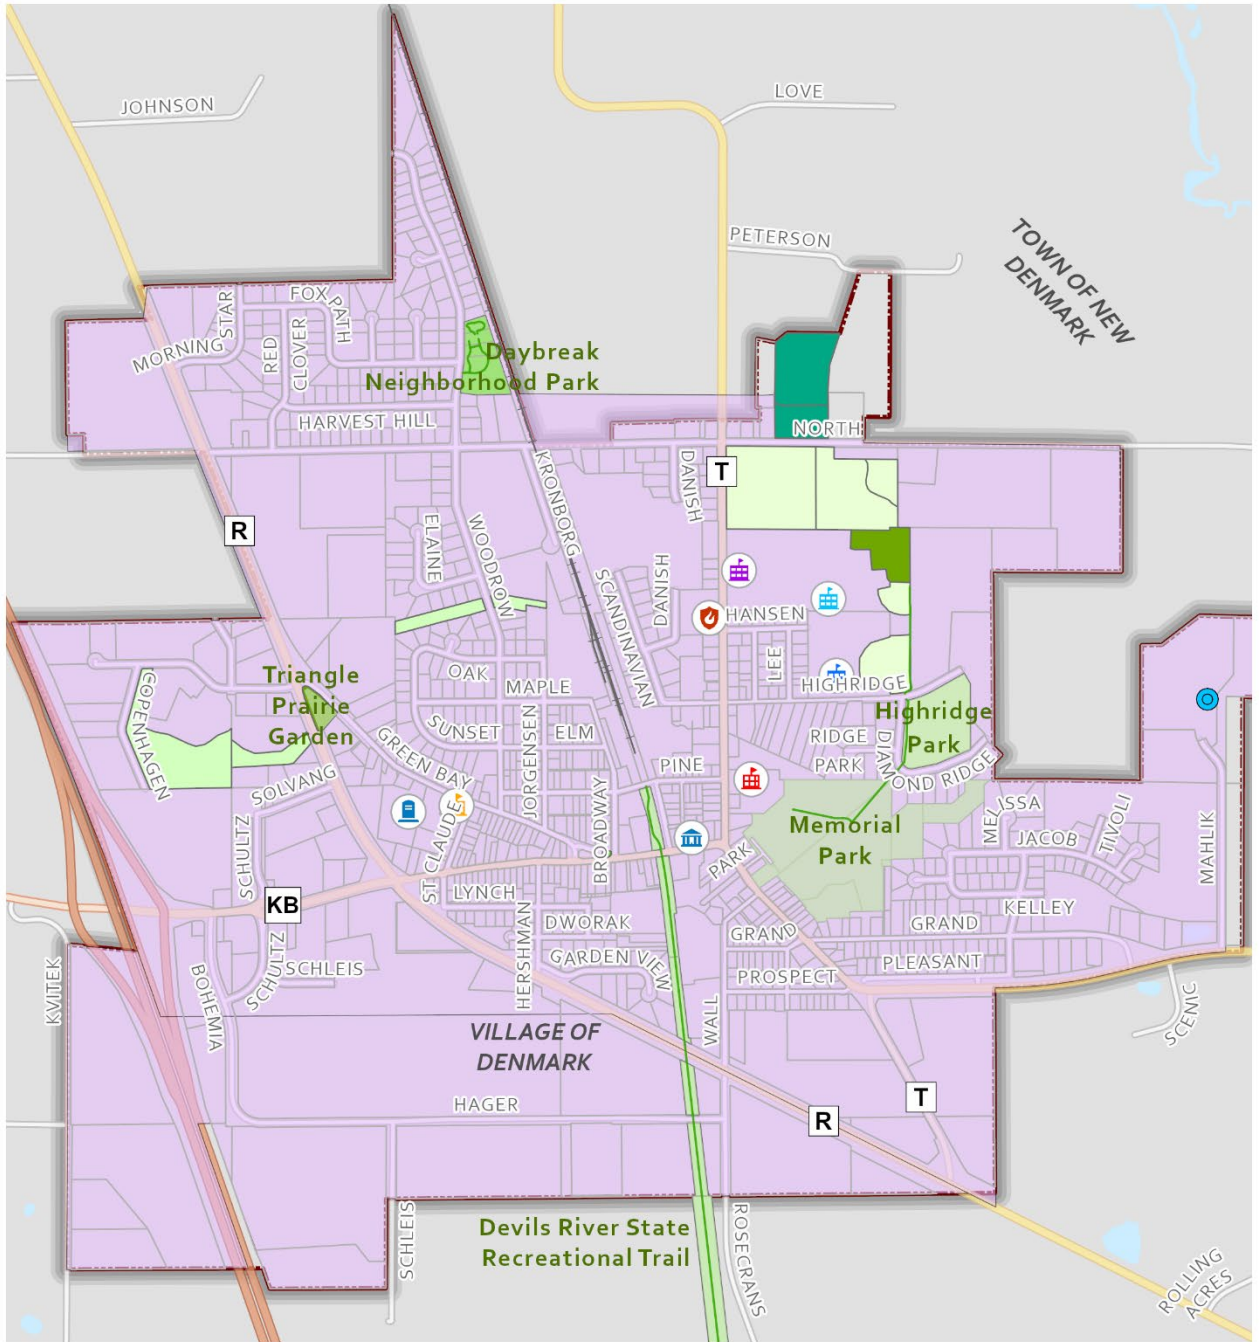 JOHNSON
LOVE
PETERSON
TOWN OF NEW
DENMARK
FOX
PATH
STAR
MORNING
RED
CLOVER
Daybreak
Neighborhood Park
HARVEST HILL
NORTH
KRONBORG
DANISH
T
R
ELAINE
WOODROW
SCANDINAVIAN
DANISH
HANSEN
LEE
OAK
MAPLE
HIGHRIDGE
Triangle
Prairie
Garden
COPENHAGEN
SUNSET
JORGENSEN
ELM
Highridge
Park
RIDGE
PARK
DIAMOND RIDGE
GREEN BAY
PINE
SOLVANG
BROADWAY
ST CLAUDE
Memorial
Park
MELISSA
JACOB
TIVOLI
MAHLIK
SCHULTZ
PARK
LYNCH
KB
HERSHMAN
DWORAK
GRAND
GRAND
KELLEY
SCHULTZ
SCHLEIS
GARDEN VIEW
PROSPECT
PLEASANT
KVITEK
BOHEMIA
WALL
SCENIC
VILLAGE OF
DENMARK
HAGER
T
R
SCHLEIS
Devils River State
Recreational Trail
ROSECRANS
ROLLING
ACRES